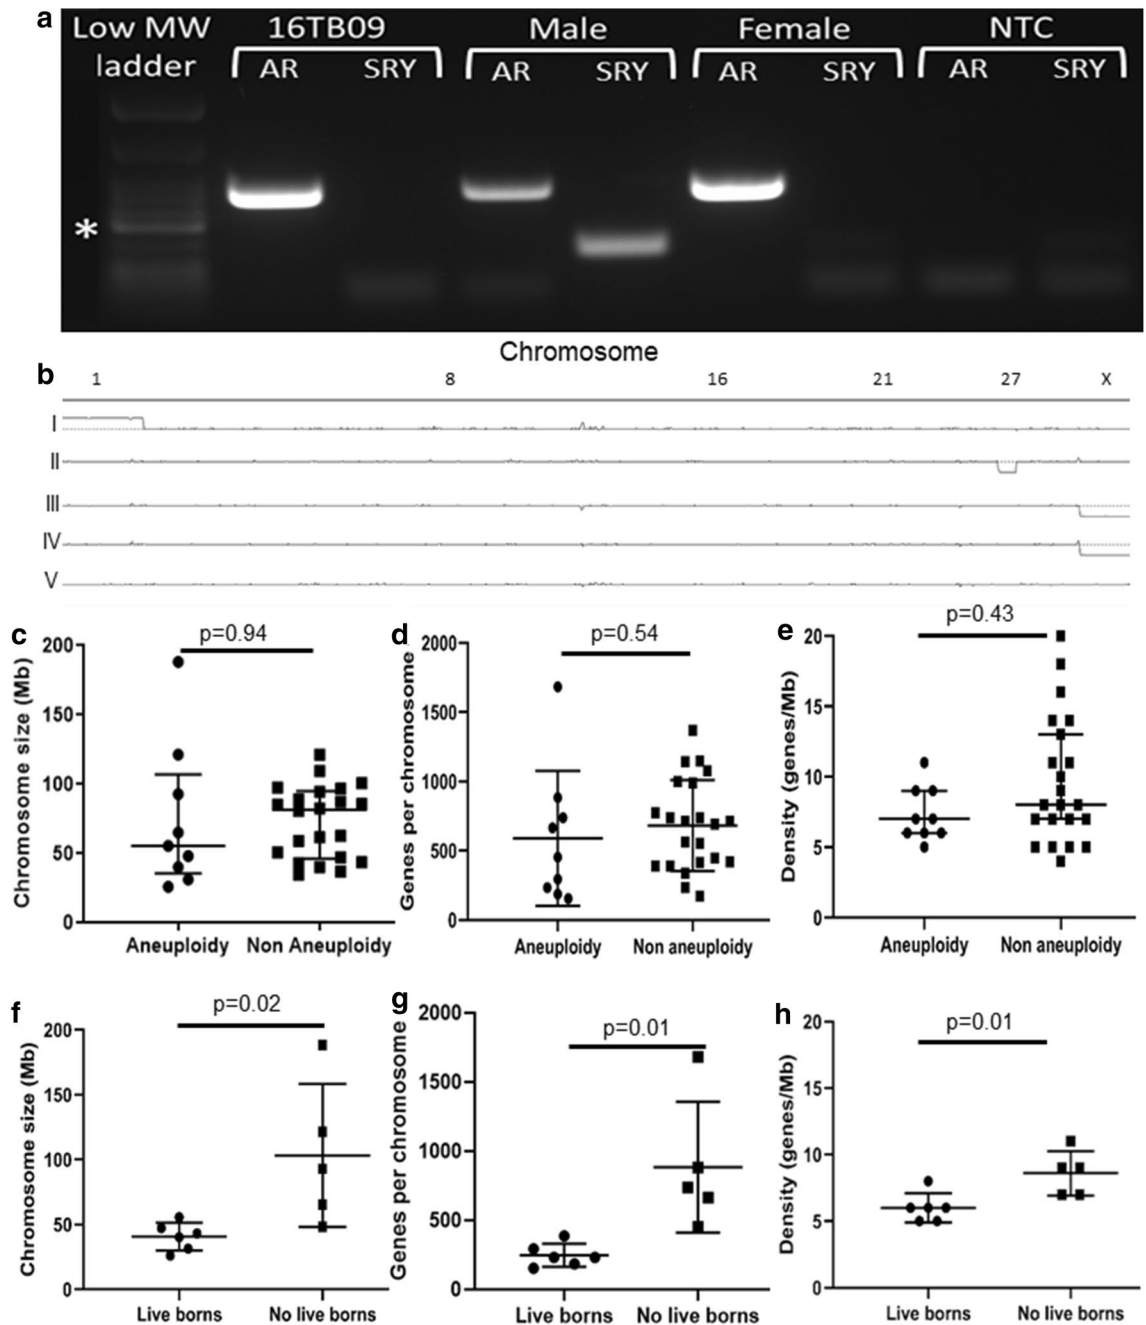 a
Low MW ladder
16TB09 Male Female NTC
AR SRY AR SRY AR SRY AR SRY
*
Chromosome
b
1 8 16 21 27 X
I
II
III
IV
V
c
p=0.94
Chromosome size (Mb)
200
150
100
50
0
Aneuploidy Non Aneuploidy
d
p=0.54
Genes per chromosome
2000
1500
1000
500
0
Aneuploidy Non aneuploidy
e
p=0.43
Density (genes/Mb)
20
15
10
5
0
Aneuploidy Non aneuploidy
f
p=0.02
Chromosome size (Mb)
200
150
100
50
0
Live borns No live borns
g
p=0.01
Genes per chromosome
2000
1500
1000
500
0
Live borns No live borns
h
p=0.01
Density (genes/Mb)
20
15
10
5
0
Live borns No live borns